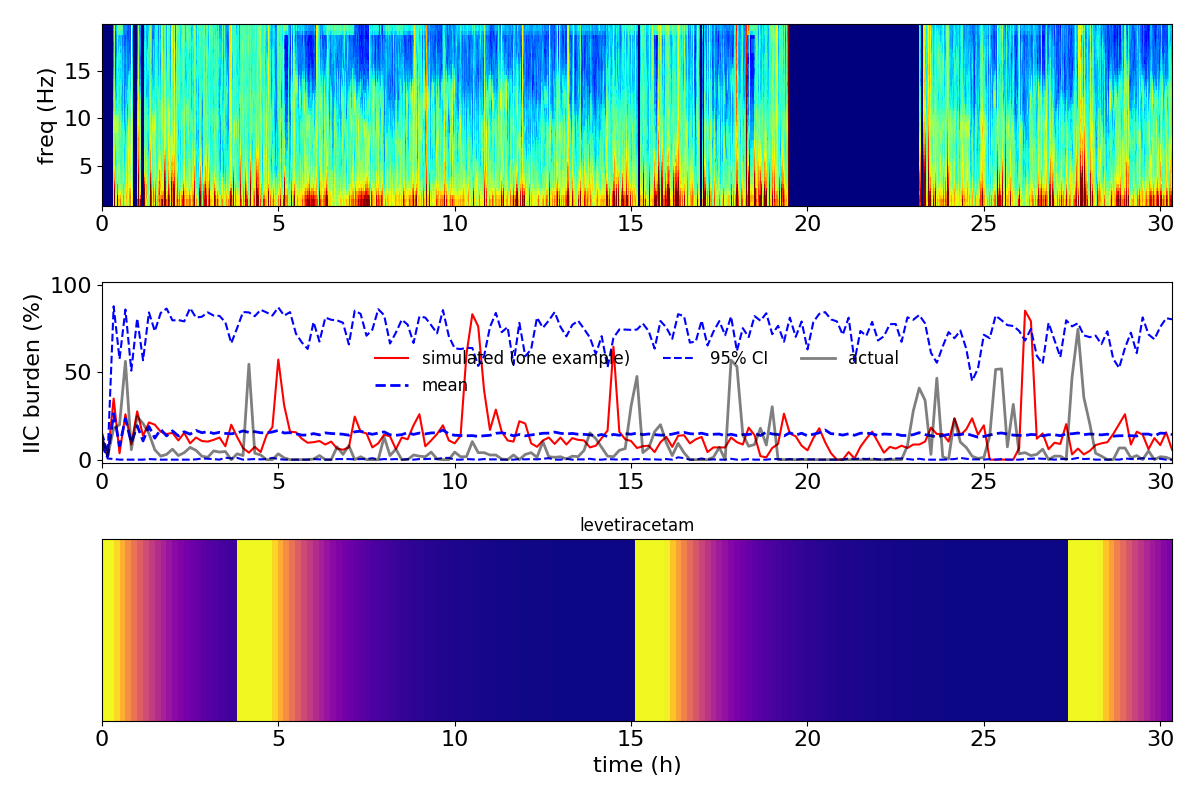 freq (Hz)
15
10
5
0 5 10 15 20 25 30
IIC burden (%)
100
50
0
simulated (one example) 95% CI actual
mean
0 5 10 15 20 25 30
levetiracetam
0 5 10 15 20 25 30
time (h)